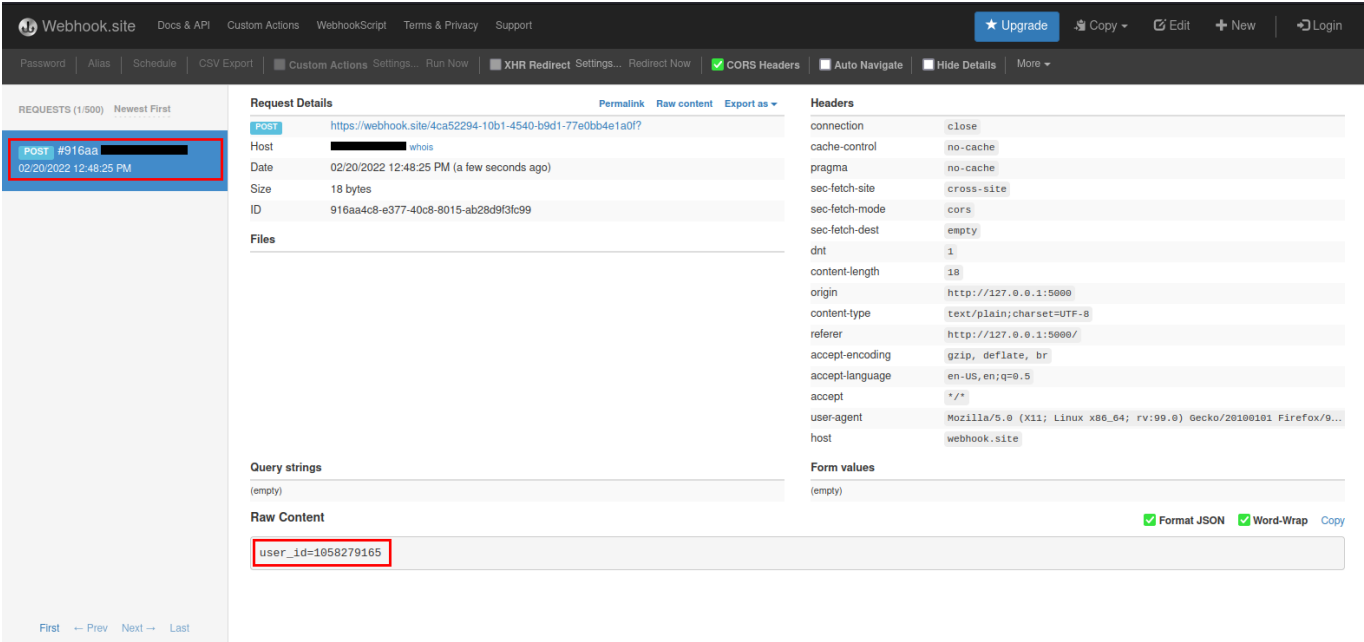 Webhook.site Docs & API Custom Actions WebhookScript Terms & Privacy Support Upgrade Copy Edit + New Login
Password Alias Schedule CSV Export Custom Actions Settings... Run Now XHR Redirect Settings... Redirect Now CORS Headers Auto Navigate Hide Details More
REQUESTS (1/500) Newest First
POST #916aa
02/20/2022 12:48:25 PM
First ← Prev Next → Last
Request Details Permalink Raw content Export as
POST https://webhook.site/4ca52294-10b1-4540-b9d1-77e0bb4e1a0f?
Host whois
Date 02/20/2022 12:48:25 PM (a few seconds ago)
Size 18 bytes
ID 916aa4c8-e377-40c8-8015-ab28d9f3fc99
Files
Headers
connection close
cache-control no-cache
pragma no-cache
sec-fetch-site cross-site
sec-fetch-mode cors
sec-fetch-dest empty
dnt 1
content-length 18
origin http://127.0.0.1:5000
content-type text/plain;charset=UTF-8
referer http://127.0.0.1:5000/
accept-encoding gzip, deflate, br
accept-language en-US,en;q=0.5
accept */*
user-agent Mozilla/5.0 (X11; Linux x86_64; rv:99.0) Gecko/20100101 Firefox/9...
host webhook.site
Query strings
(empty)
Form values
(empty)
Raw Content Format JSON Word-Wrap Copy
user_id=1058279165